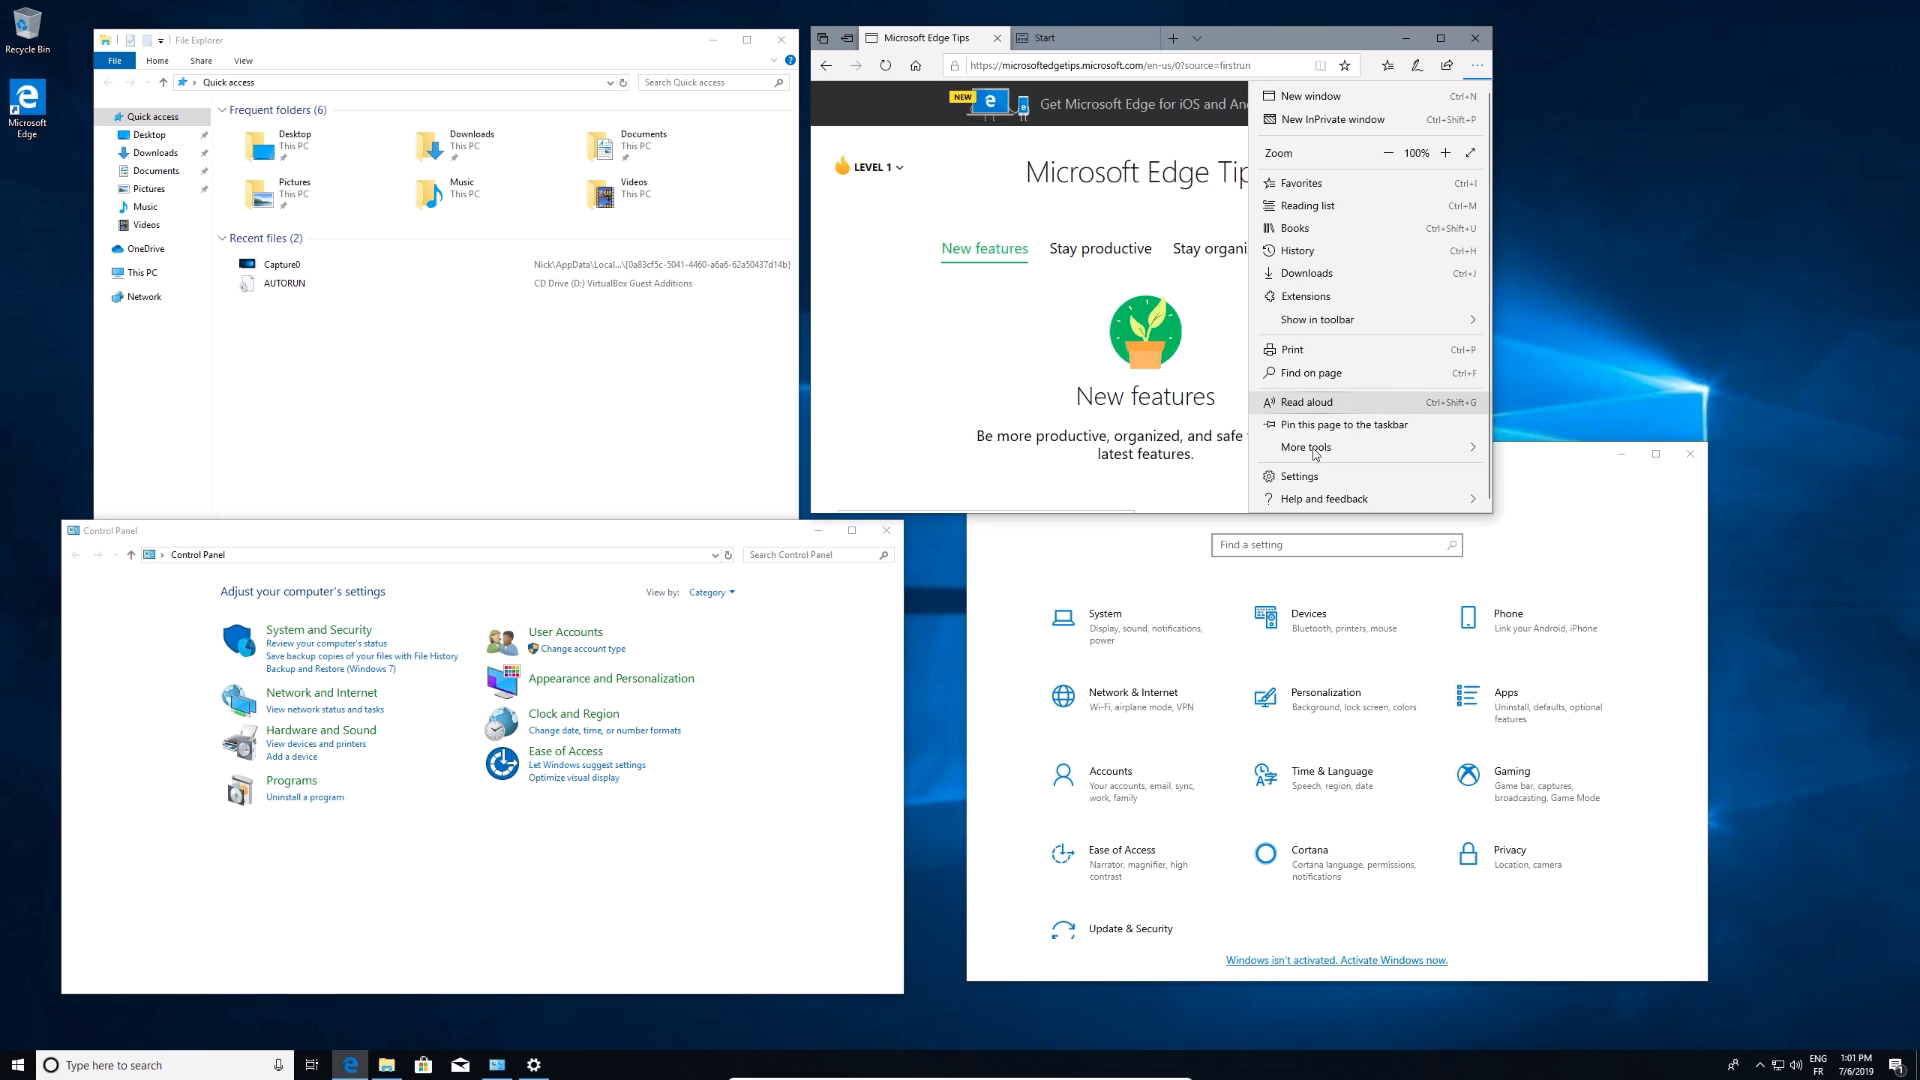 Recycle Bin
Microsoft
Edge
File Explorer
File Home Share View
Quick access
Search Quick access
Quick access
Desktop
Downloads
Documents
Pictures
Music
Videos
OneDrive
This PC
Network
Frequent folders (6)
Desktop
This PC
Downloads
This PC
Documents
This PC
Pictures
This PC
Music
This PC
Videos
This PC
Recent files (2)
Capture0 Nick\AppData\Local...\{0a83cf5c-5041-4460-a6a6-62a50437d14b}
AUTORUN CD Drive (D:) VirtualBox Guest Additions
Microsoft Edge Tips
Start
https://microsoftedgetips.microsoft.com/en-us/0?source=firstrun
NEW
Get Microsoft Edge for iOS and An
LEVEL 1
Microsoft Edge Tip
New features Stay productive Stay organi
New features
Be more productive, organized, and safe
latest features.
New window Ctrl+N
New InPrivate window Ctrl+Shift+P
Zoom 100%
Favorites Ctrl+I
Reading list Ctrl+M
Books Ctrl+Shift+U
History Ctrl+H
Downloads Ctrl+J
Extensions
Show in toolbar
Print Ctrl+P
Find on page Ctrl+F
Read aloud Ctrl+Shift+G
Pin this page to the taskbar
More tools
Settings
Help and feedback
Control Panel
Control Panel
Search Control Panel
Adjust your computer's settings
View by: Category
System and Security
Review your computer's status
Save backup copies of your files with File History
Backup and Restore (Windows 7)
Network and Internet
View network status and tasks
Hardware and Sound
View devices and printers
Add a device
Programs
Uninstall a program
User Accounts
Change account type
Appearance and Personalization
Clock and Region
Change date, time, or number formats
Ease of Access
Let Windows suggest settings
Optimize visual display
Find a setting
System
Display, sound, notifications,
power
Devices
Bluetooth, printers, mouse
Phone
Link your Android, iPhone
Network & Internet
Wi-Fi, airplane mode, VPN
Personalization
Background, lock screen, colors
Apps
Uninstall, defaults, optional
features
Accounts
Your accounts, email, sync,
work, family
Time & Language
Speech, region, date
Gaming
Game bar, captures,
broadcasting, Game Mode
Ease of Access
Narrator, magnifier, high
contrast
Cortana
Cortana language, permissions,
notifications
Privacy
Location, camera
Update & Security
Windows isn't activated. Activate Windows now.
Type here to search
ENG
FR
1:01 PM
7/6/2019
1